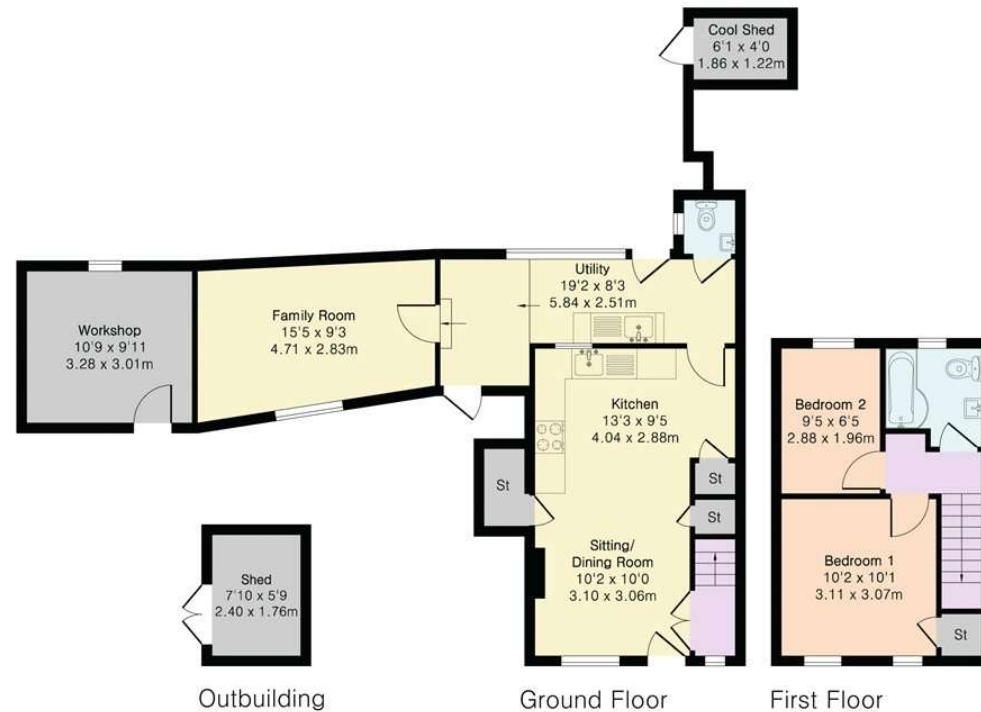 Cool Shed
6'1 x 4'0
1.86 x 1.22m
Utility
19'2 x 8'3
5.84 x 2.51m
Family Room
15'5 x 9'3
4.71 x 2.83m
Workshop
10'9 x 9'11
3.28 x 3.01m
Kitchen
13'3 x 9'5
4.04 x 2.88m
St
St
St
Sitting/
Dining Room
10'2 x 10'0
3.10 x 3.06m
Bedroom 2
9'5 x 6'5
2.88 x 1.96m
Bedroom 1
10'2 x 10'1
3.11 x 3.07m
St
Shed
7'10 x 5'9
2.40 x 1.76m
Outbuilding
Ground Floor
First Floor